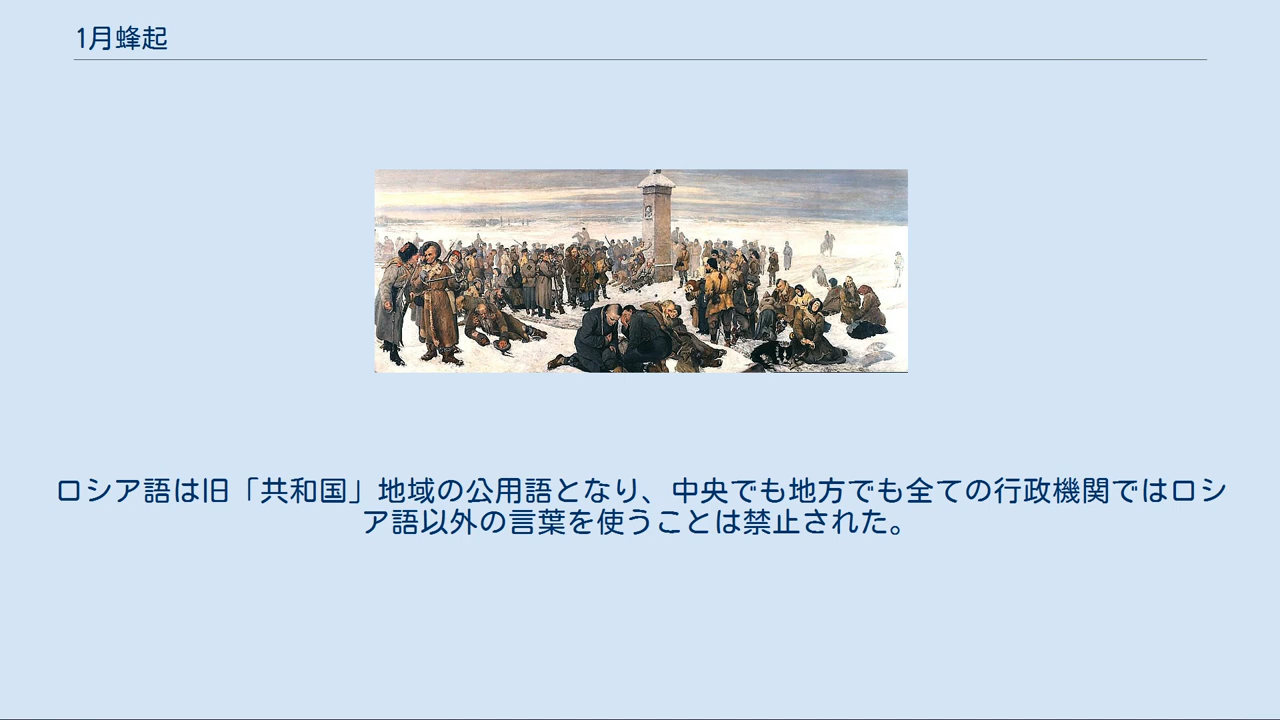 1月蜂起
ロシア語は旧「共和国」地域の公用語となり、中央でも地方でも全ての行政機関ではロシ
ア語以外の言葉を使うことは禁止された。